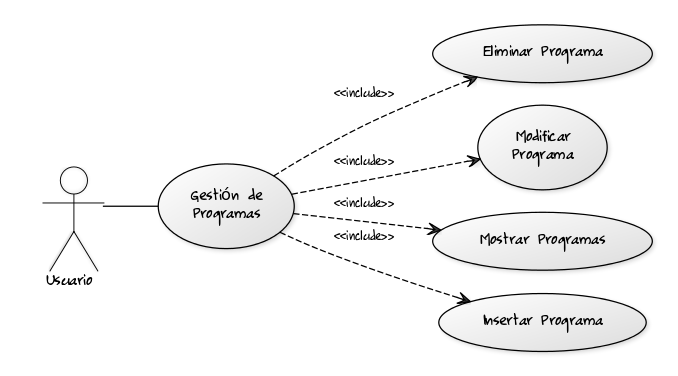 Eliminar Programa
<<include>>
Modificar
Programa
<<include>>
Gestión de
Programas
<<include>>
Mostrar Programas
<<include>>
Usuario
Insertar Programa